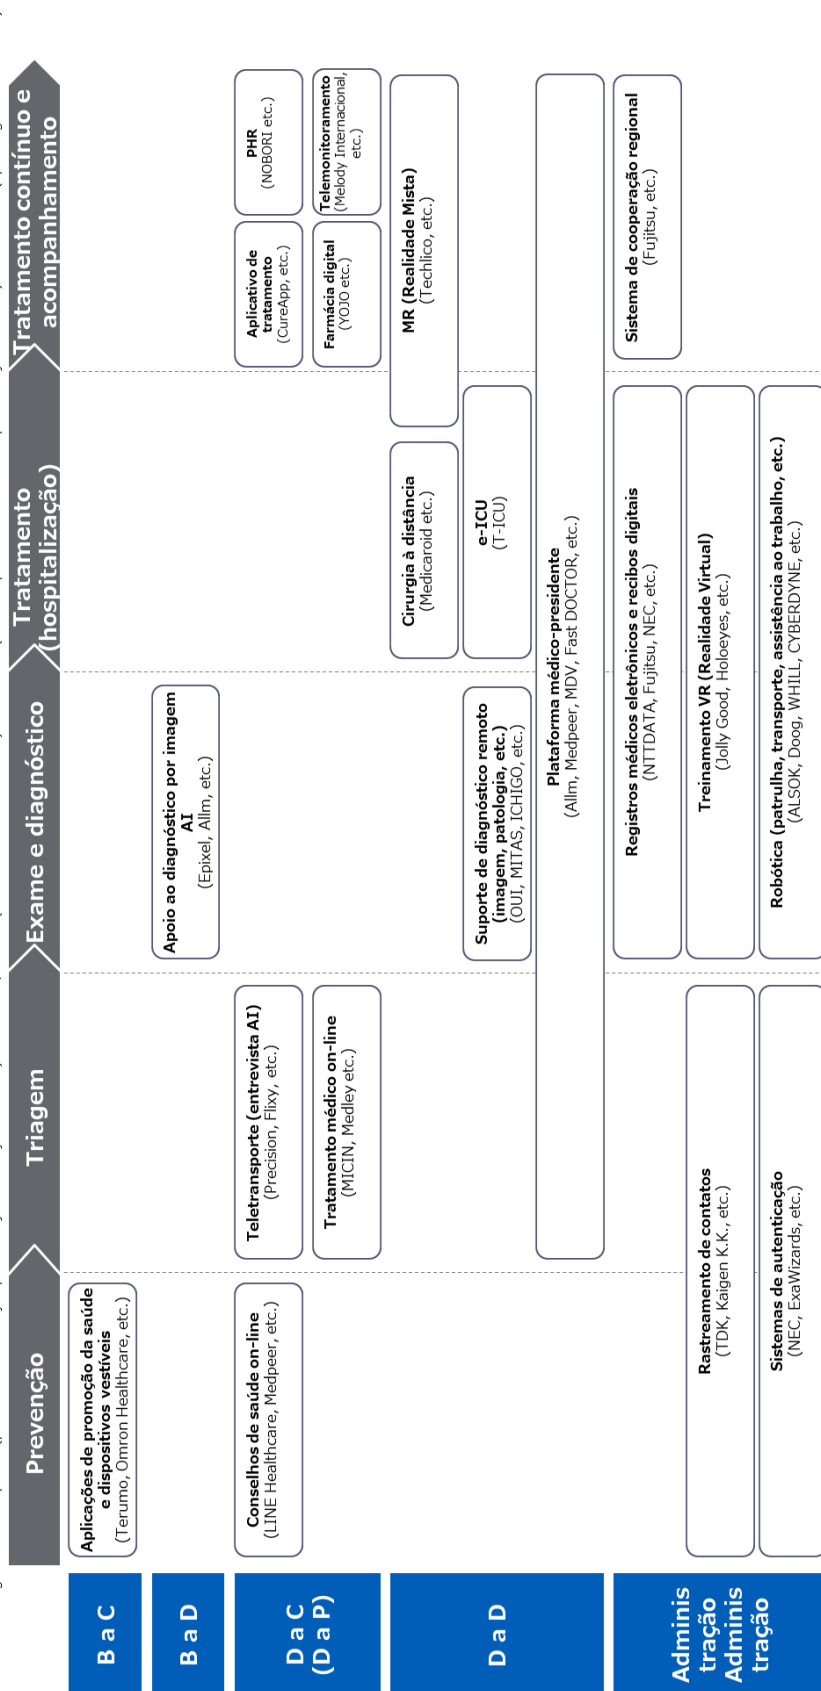 Prevenção
Triagem
Exame e diagnóstico
Tratamento
(hospitalização)
Tratamento contínuo e
acompanhamento
B a C
Aplicações de promoção da saúde
e dispositivos vestíveis
(Terumo, Omron Healthcare, etc.)
B a D
Apoio ao diagnóstico por imagem
AI
(Epixel, Allm, etc.)
D a C
(D a P)
Conselhos de saúde on-line
(LINE Healthcare, Medpeer, etc.)
Teletransporte (entrevista AI)
(Precision, Flixy, etc.)
Tratamento médico on-line
(MICIN, Medley etc.)
Aplicativo de
tratamento
(CureApp, etc.)
PHR
(NOBORI etc.)
Farmácia digital
(YOJO etc.)
Telemonitoramento
(Melody Internacional,
etc.)
D a D
Cirurgia à distância
(Medicaroid etc.)
MR (Realidade Mista)
(Techlico, etc.)
Suporte de diagnóstico remoto
(imagem, patologia, etc.)
(OUI, MITAS, ICHIGO, etc.)
e-ICU
(T-ICU)
Plataforma médico-presidente
(Allm, Medpeer, MDV, Fast DOCTOR, etc.)
Adminis
tração
Adminis
tração
Registros médicos eletrônicos e recibos digitais
(NTTDATA, Fujitsu, NEC, etc.)
Sistema de cooperação regional
(Fujitsu, etc.)
Rastreamento de contatos
(TDK, Kaigen K.K., etc.)
Treinamento VR (Realidade Virtual)
(Jolly Good, Holoeyes, etc.)
Sistemas de autenticação
(NEC, ExaWizards, etc.)
Robótica (patrulha, transporte, assistência ao trabalho, etc.)
(ALSOK, Doog, WHILL, CYBERDYNE, etc.)